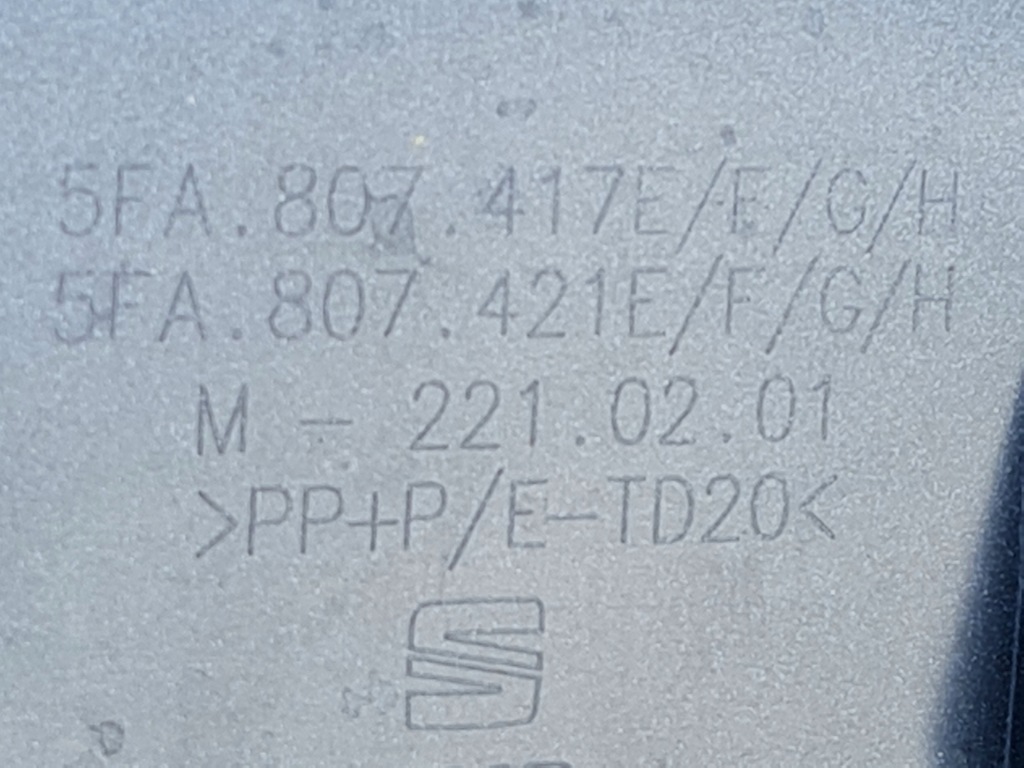 5FA.807.417E/F/G/H
5FA.807.421E/F/G/H
M - 221.02.01
>PP+P/E-TD20<